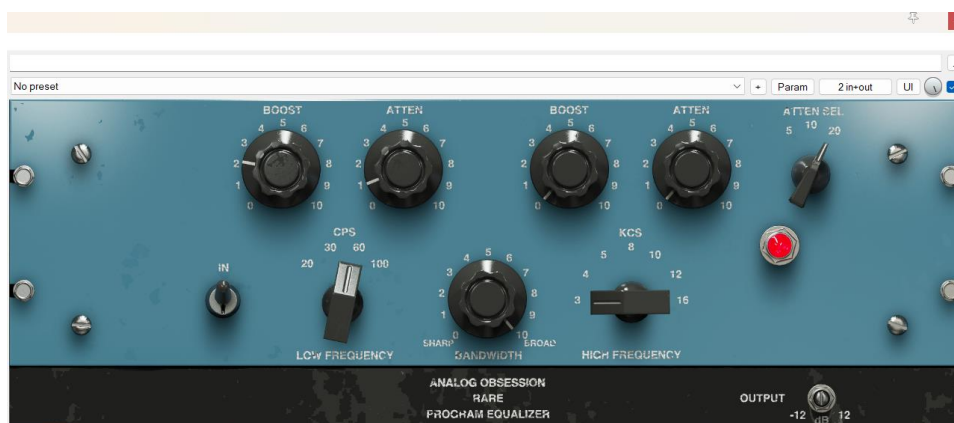 No preset + Param 2 in+out UI
BOOST ATTEN BOOST ATTEN ATTEN SEL
0 1 2 3 4 5 6 7 8 9 10
0 1 2 3 4 5 6 7 8 9 10
0 1 2 3 4 5 6 7 8 9 10
0 1 2 3 4 5 6 7 8 9 10
5 10 20
CPS KCS
20 30 60 100
3 4 5 8 10 12 16
IN
0 1 2 3 4 5 6 7 8 9 10
SHARP BROAD
LOW FREQUENCY BANDWIDTH HIGH FREQUENCY
ANALOG OBSESSION
RARE
PROGRAM EQUALIZER
OUTPUT
-12 dB 12